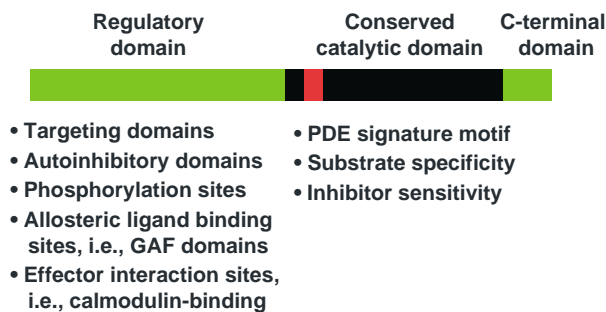 Regulatory
domain
Conserved
catalytic domain
C-terminal
domain
• Targeting domains
• Autoinhibitory domains
• Phosphorylation sites
• Allosteric ligand binding
sites, i.e., GAF domains
• Effector interaction sites,
i.e., calmodulin-binding
• PDE signature motif
• Substrate specificity
• Inhibitor sensitivity